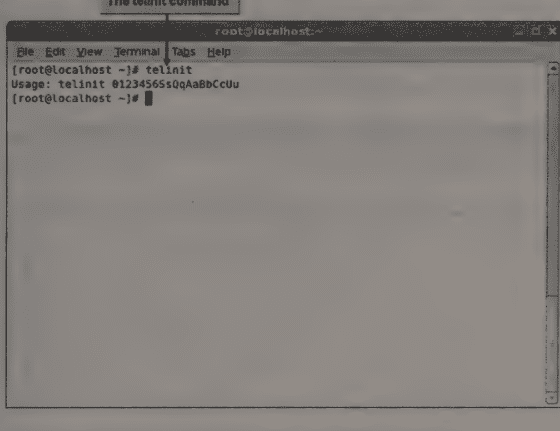 The telinit command
root@localhost:~
File Edit View Terminal Tabs Help
[root@localhost ~]# telinit
Usage: telinit 0123456SsQqAaBbCcUu
[root@localhost ~]#